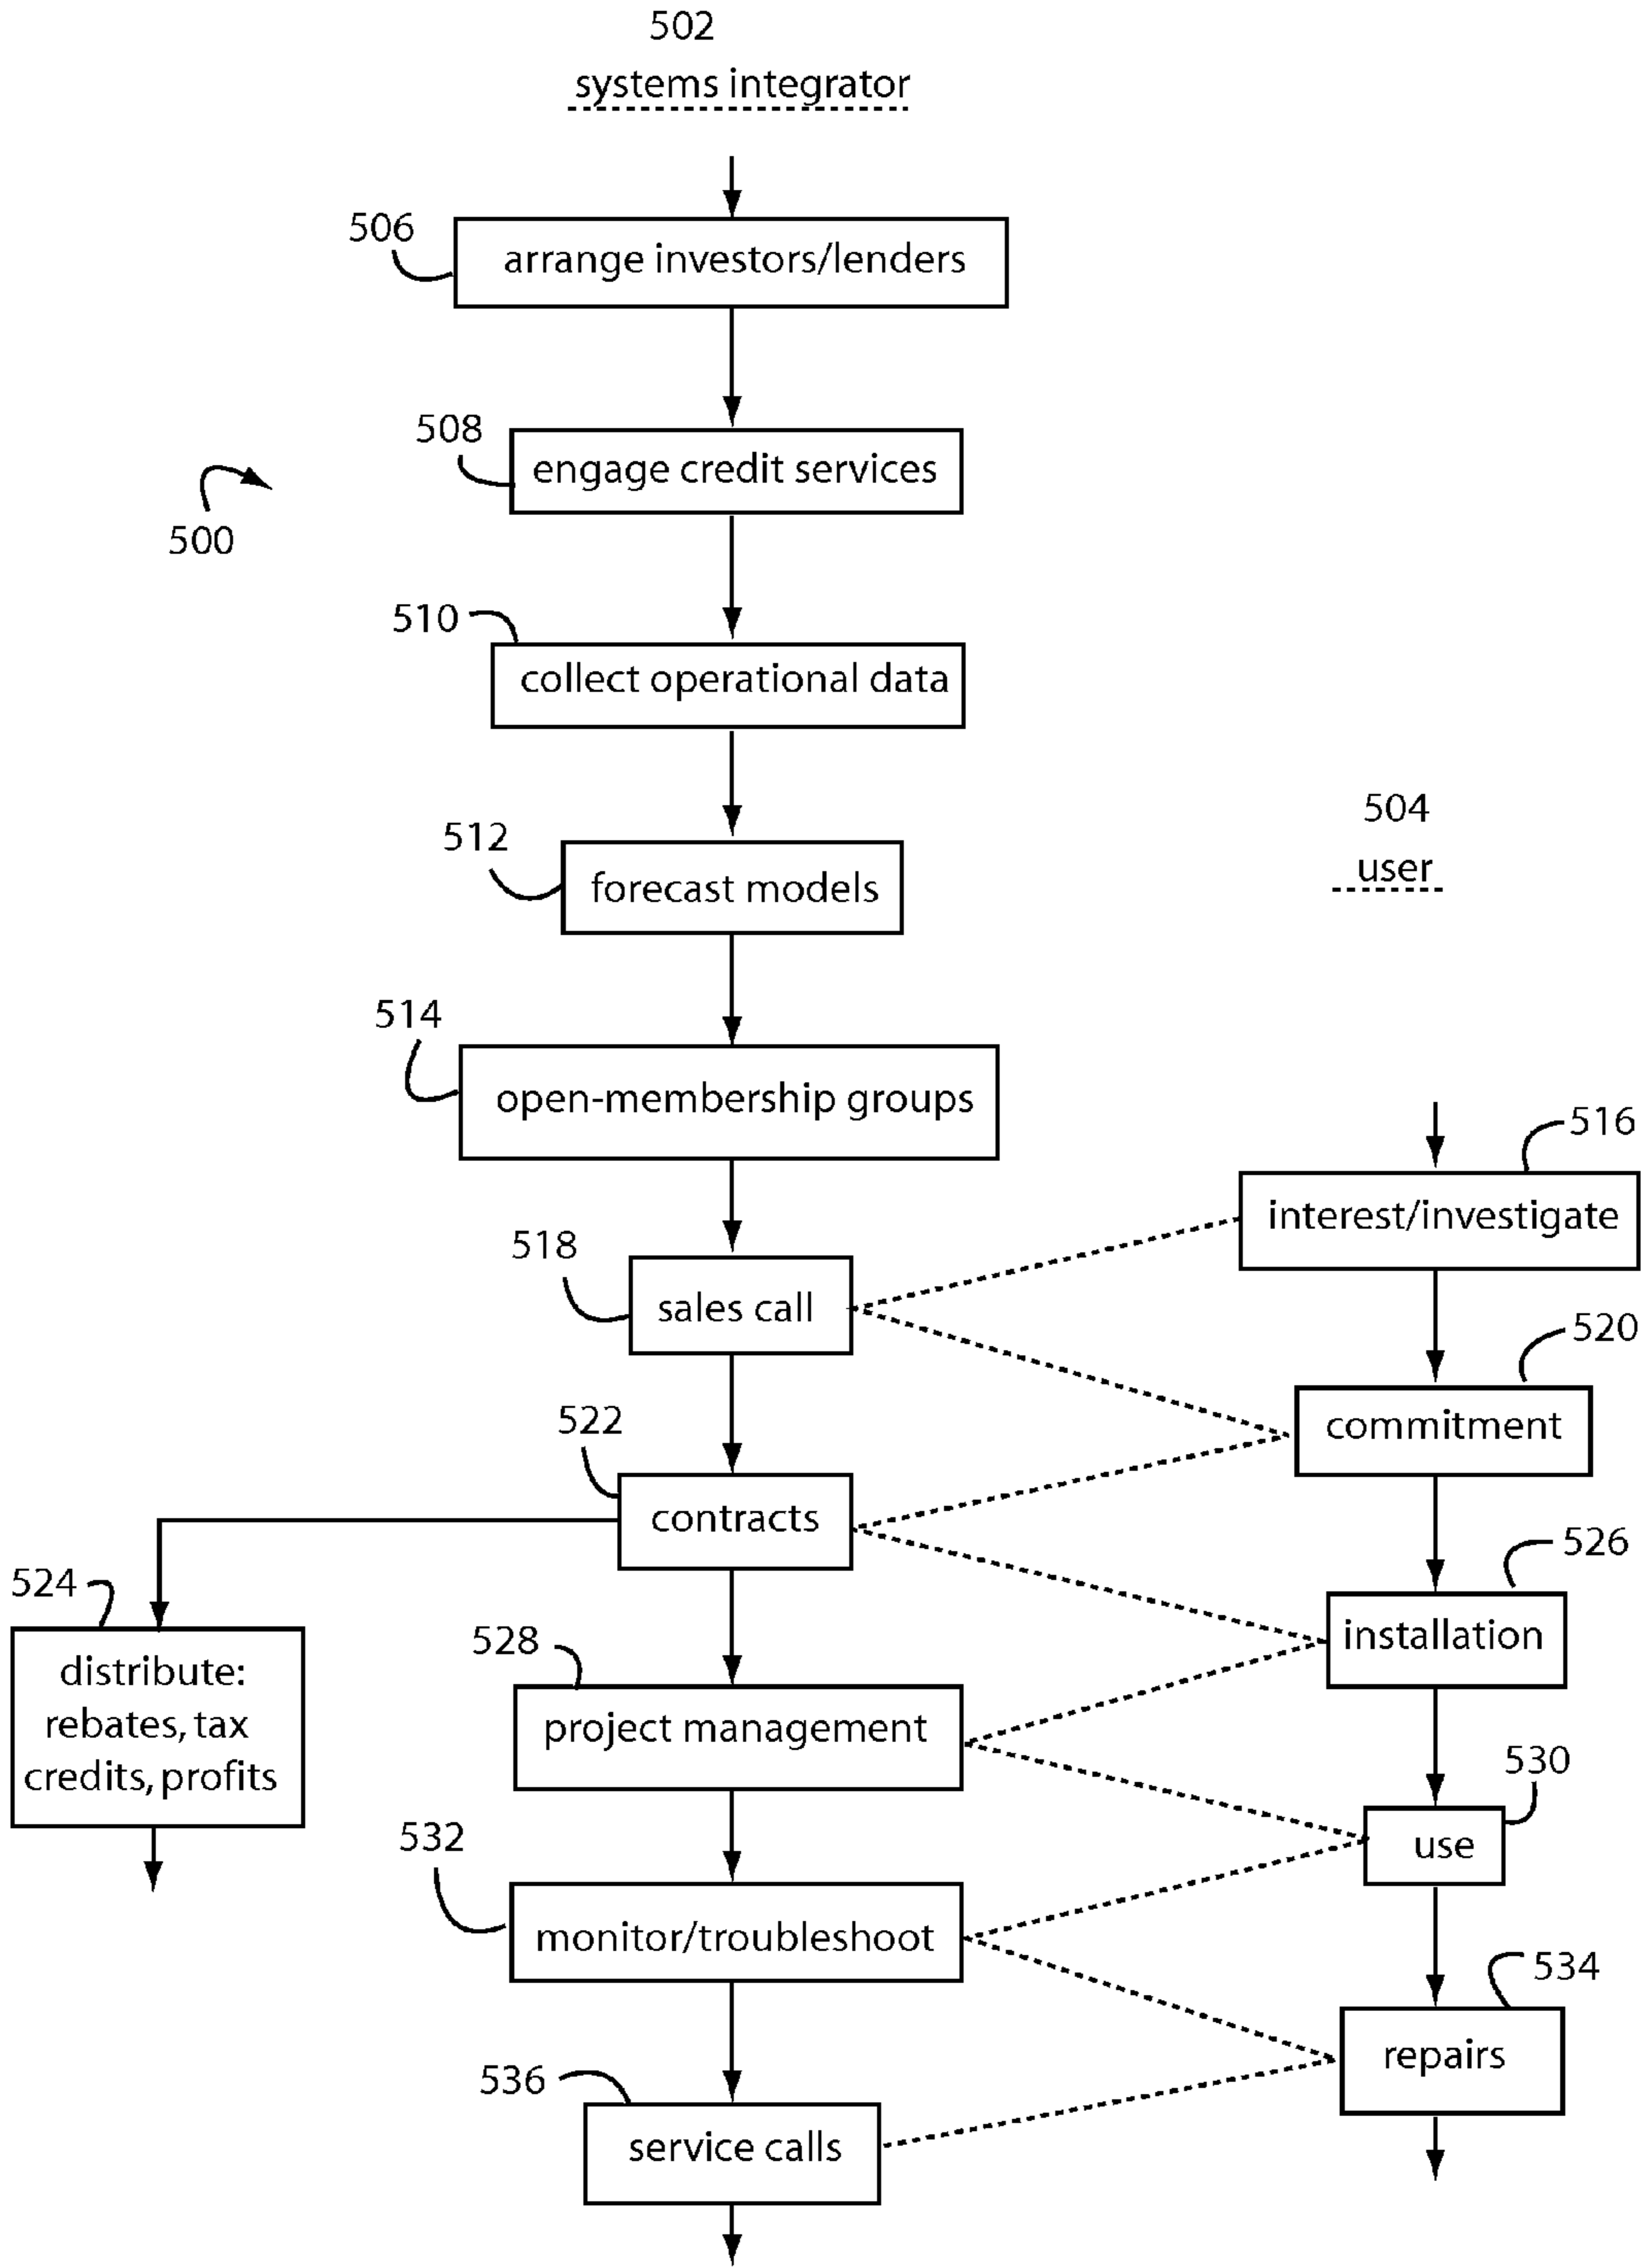 502
systems integrator
506
arrange investors/lenders
508
engage credit services
500
510
collect operational data
512
forecast models
504
user
514
open-membership groups
516
interest/investigate
518
sales call
520
commitment
522
contracts
524
distribute:
rebates, tax
credits, profits
526
installation
528
project management
530
use
532
monitor/troubleshoot
534
repairs
536
service calls